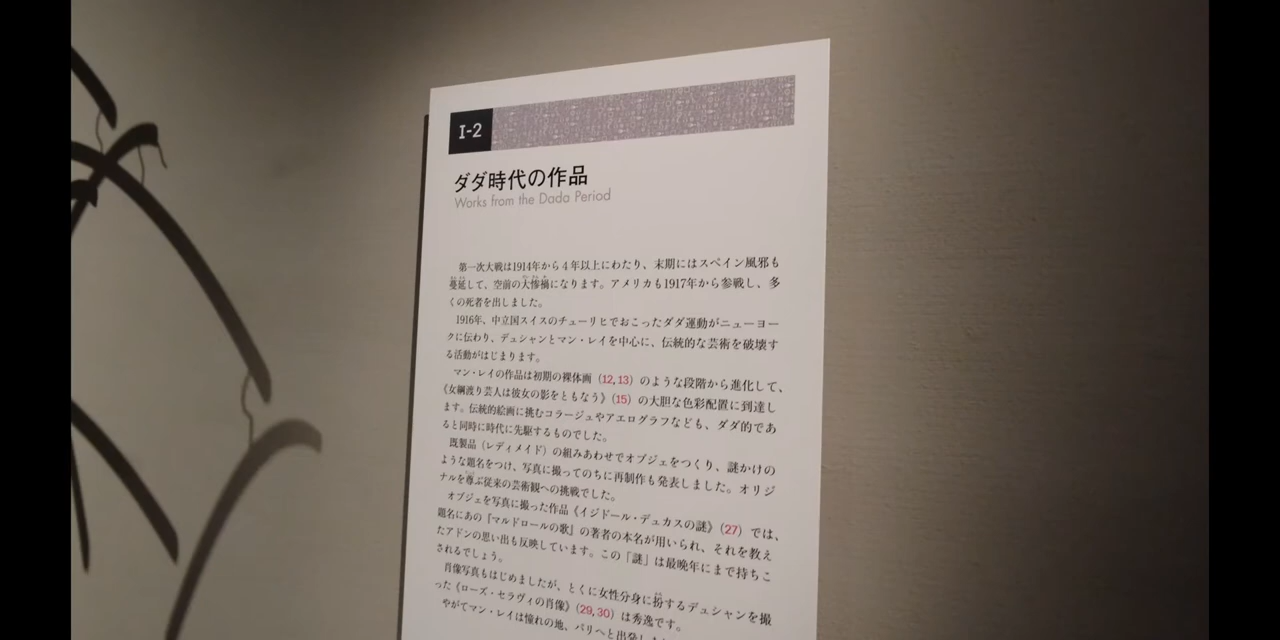 I-2
ダダ時代の作品
Works from the Dada Period
第一次大戦は1914年から４年以上にわたり、末期にはスペイン風邪も
蔓延して、空前の大惨禍になります。アメリカも1917年から参戦し、多
くの死者を出しました。
1916年、中立国スイスのチューリヒでおこったダダ運動がニューヨー
クに伝わり、デュシャンとマン・レイを中心に、伝統的な芸術を破壊す
る活動がはじまります。
マン・レイの作品は初期の裸体画（12, 13）のような段階から進化して、
《女綱渡り芸人は彼女の影をともなう》（15）の大胆な色彩配置に到達し
ます。伝統的絵画に挑むコラージュやアエログラフなども、ダダ的であ
ると同時に時代に先駆するものでした。
既製品（レディメイド）の組みあわせでオブジェをつくり、謎かけの
ような題名をつけ、写真に撮ってのちに再制作も発表しました。オリジ
ナルを尊ぶ従来の芸術観への挑戦でした。
オブジェを写真に撮った作品《イジドール・デュカスの謎》（27）では、
題名にあの『マルドロールの歌』の著者の本名が用いられ、それを教え
たアドンの思い出も反映しています。この「謎」は最晩年にまで持ちこ
されるでしょう。
肖像写真もはじめましたが、とくに女性分身に扮するデュシャンを撮
った《ローズ・セラヴィの肖像》（29, 30）は秀逸です。
やがてマン・レイは憧れの地、パリへと出発しま